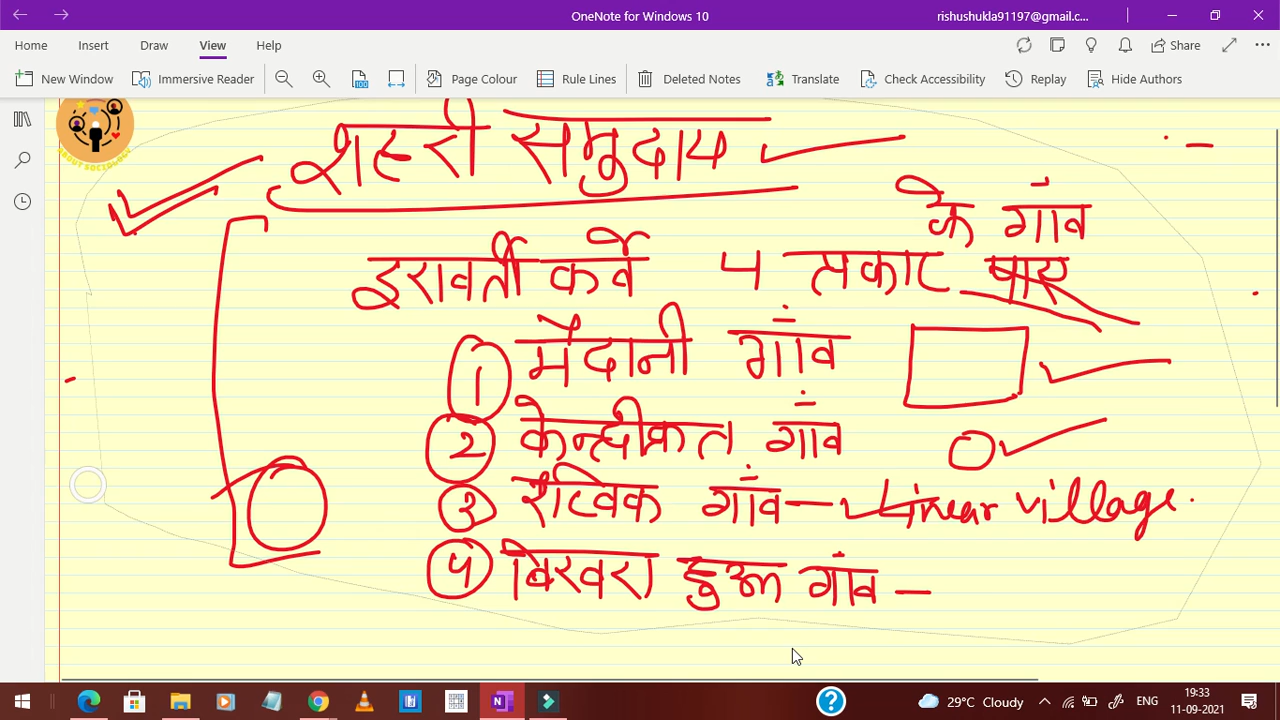 OneNote for Windows 10
rishushukla91197@gmail.c...
Home Insert Draw View Help Share
New Window Immersive Reader Page Colour Rule Lines Deleted Notes Translate Check Accessibility Replay Hide Authors
ABOUT SOCIOLOGY
शहरी समुदाय
के गांव
इरावती कर्वे 4 प्रकार
1 मैदानी गांव
2 केन्द्रीकृत गांव
3 रैखिक गांव - Linear village.
4 बिखरा हुआ गांव -
29°C Cloudy ENG 19:33
11-09-2021